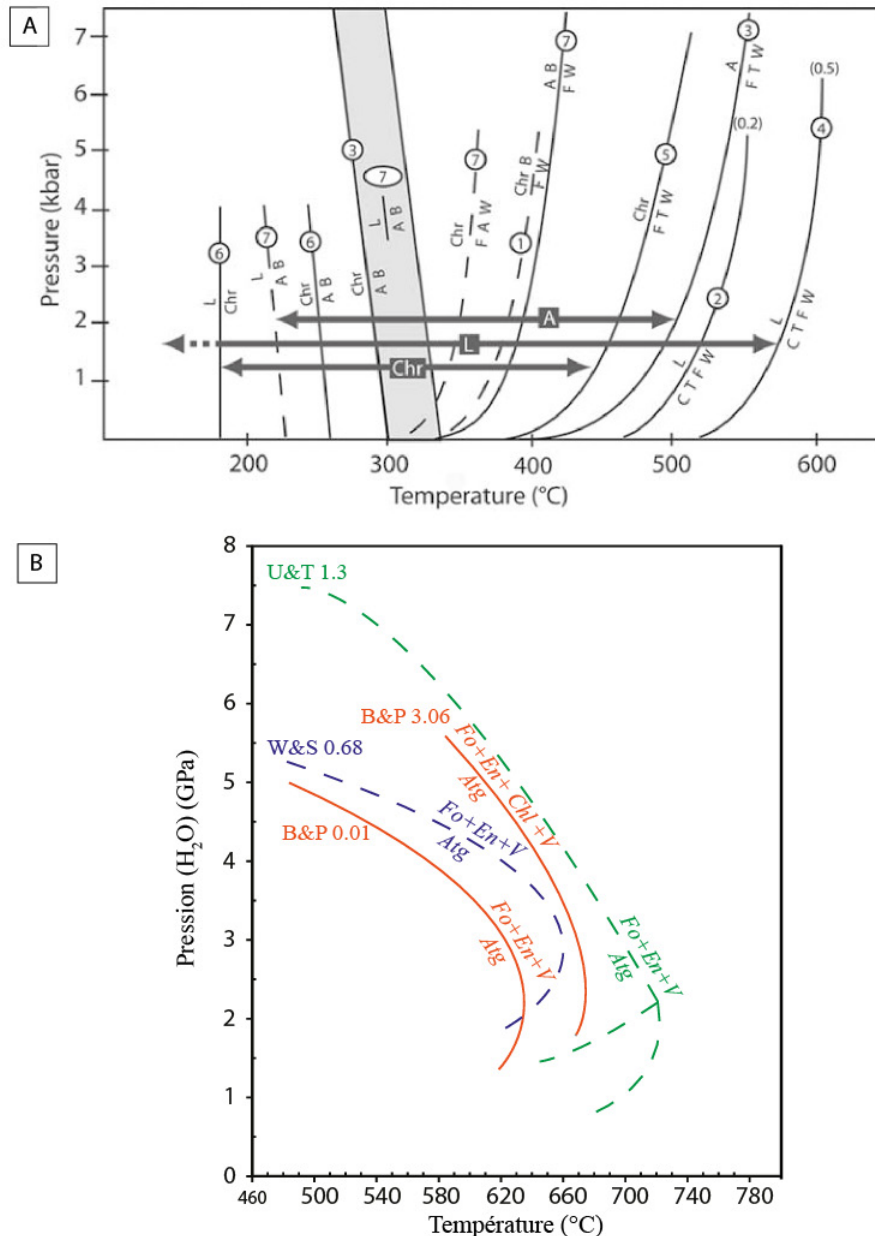 A
Pressure (kbar)
7
6
5
4
3
2
1
200
300
400
500
600
Temperature (°C)
6
L
Chr
7
L
A B
6
Chr
A B
3
Chr
A B
7
L
A B
7
Chr
F A W
1
Chr B
F W
7
A B
F W
5
Chr
F T W
3
A
F T W
(0.2)
2
L
C T F W
(0.5)
4
L
C T F W
A
L
Chr
B
Pression (H₂O) (GPa)
8
7
6
5
4
3
2
1
0
U&T 1.3
B&P 3.06
W&S 0.68
B&P 0.01
Fo+En+ Chl +V
Atg
Fo+En+V
Atg
Fo+En+V
Atg
Fo+En+V
Atg
460
500
540
580
620
660
700
740
780
Température (°C)